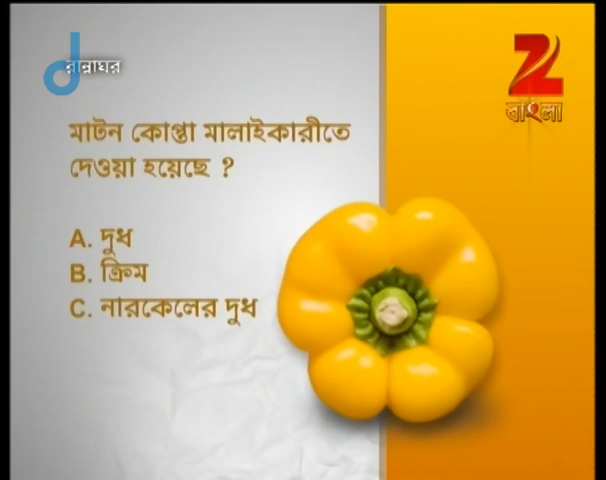 রান্নাঘর
Z
বাংলা
মাটন কোপ্তা মালাইকারীতে
দেওয়া হয়েছে ?
A. দুধ
B. ক্রিম
C. নারকেলের দুধ